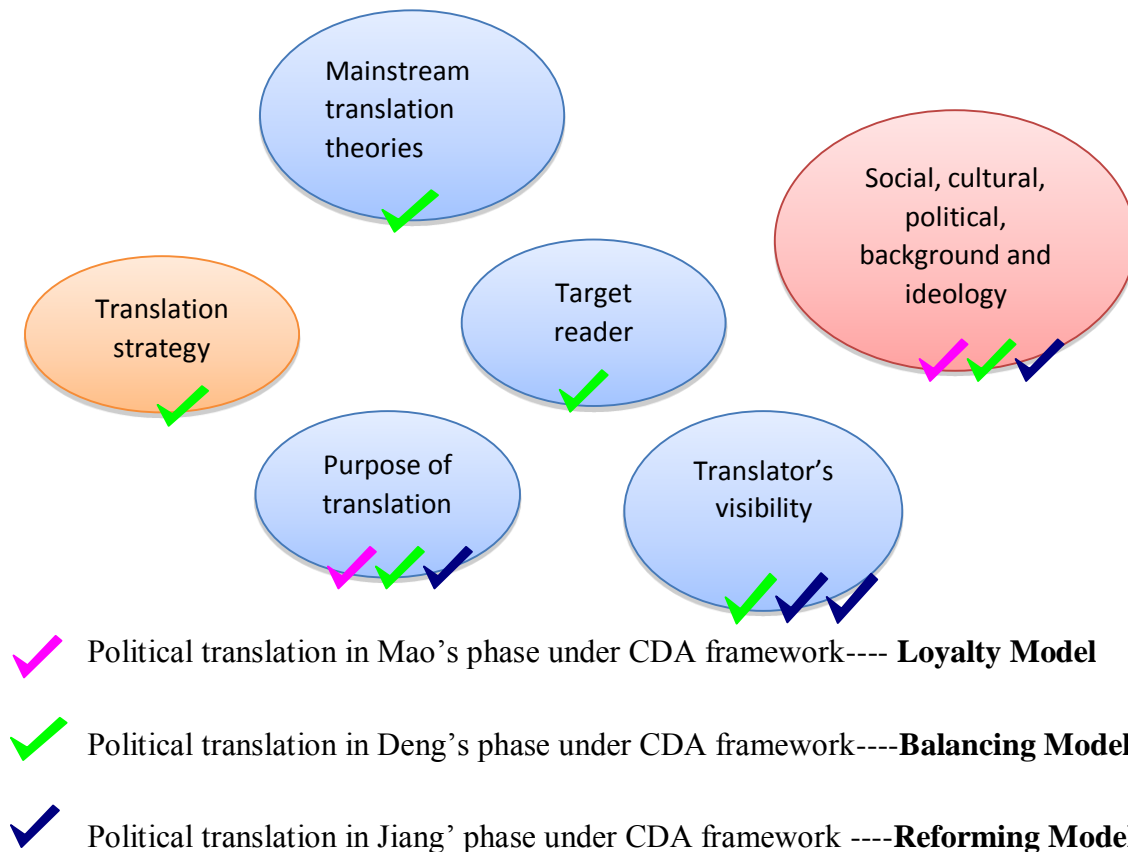 Mainstream
translation
theories
Social, cultural,
political,
background and
ideology
Translation
strategy
Target
reader
Purpose of
translation
Translator’s
visibility
Political translation in Mao’s phase under CDA framework---- Loyalty Model
Political translation in Deng’s phase under CDA framework----Balancing Model
Political translation in Jiang’ phase under CDA framework ----Reforming Model